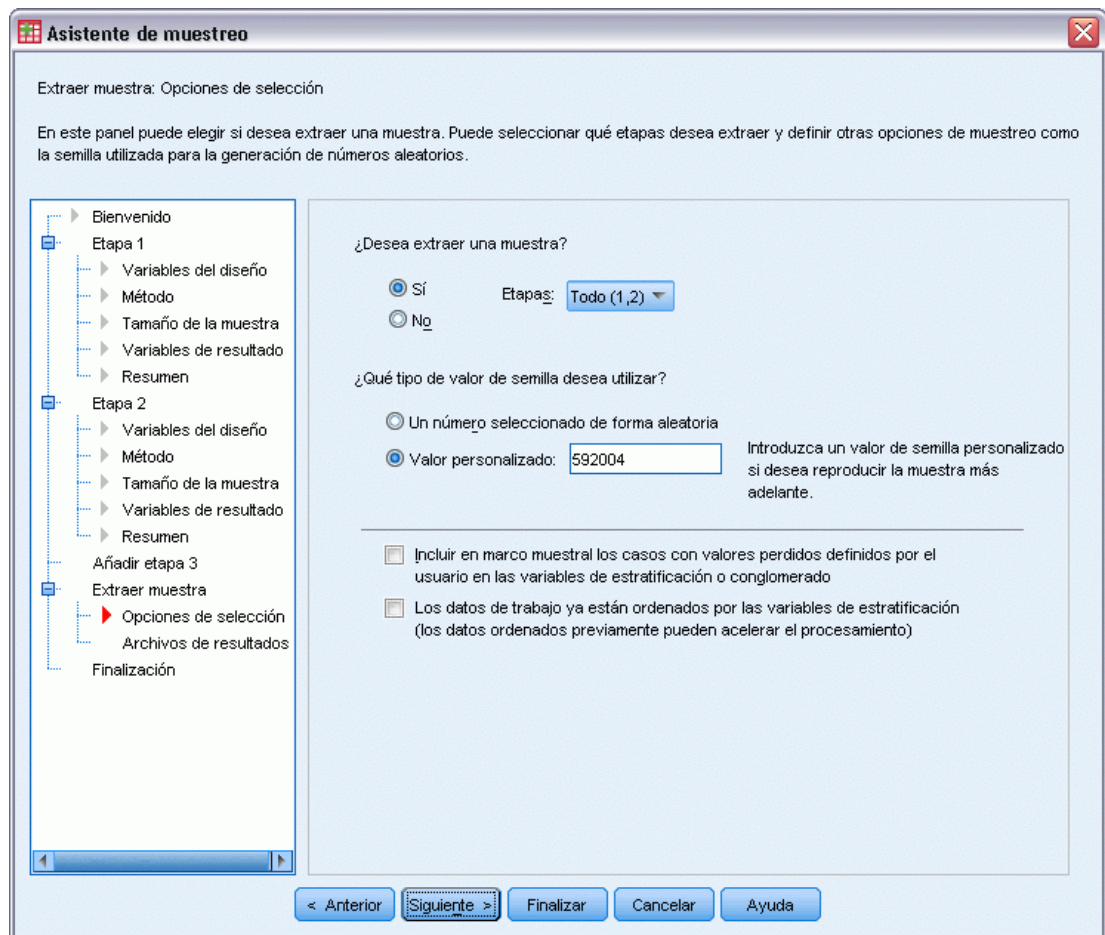 Asistente de muestreo
Extraer muestra: Opciones de selección
En este panel puede elegir si desea extraer una muestra. Puede seleccionar qué etapas desea extraer y definir otras opciones de muestreo como
la semilla utilizada para la generación de números aleatorios.
Bienvenido
Etapa 1
Variables del diseño
Método
Tamaño de la muestra
Variables de resultado
Resumen
Etapa 2
Variables del diseño
Método
Tamaño de la muestra
Variables de resultado
Resumen
Añadir etapa 3
Extraer muestra
Opciones de selección
Archivos de resultados
Finalización
¿Desea extraer una muestra?
Sí
Etapas: Todo (1,2)
No
¿Qué tipo de valor de semilla desea utilizar?
Un número seleccionado de forma aleatoria
Valor personalizado: 592004
Introduzca un valor de semilla personalizado
si desea reproducir la muestra más
adelante.
Incluir en marco muestral los casos con valores perdidos definidos por el
usuario en las variables de estratificación o conglomerado
Los datos de trabajo ya están ordenados por las variables de estratificación
(los datos ordenados previamente pueden acelerar el procesamiento)
< Anterior
Siguiente >
Finalizar
Cancelar
Ayuda